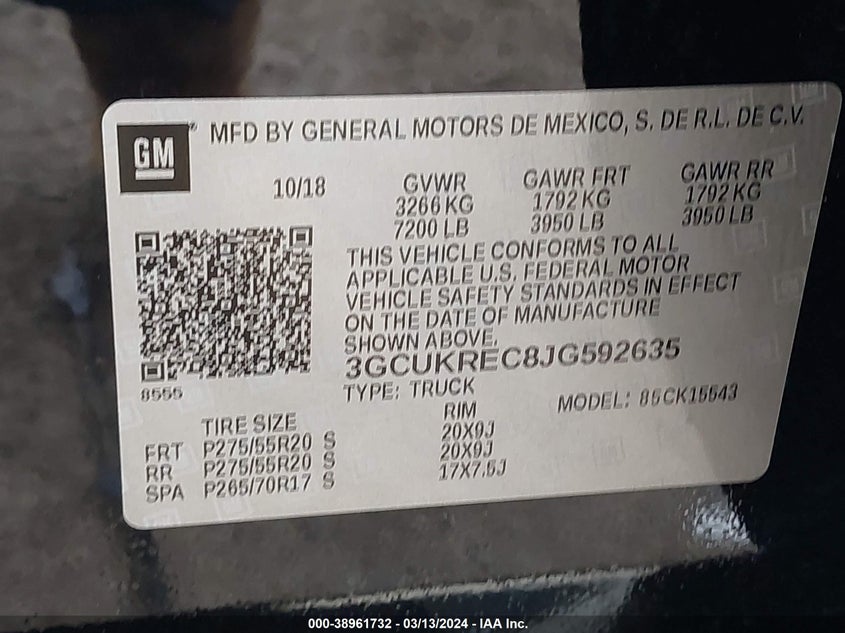 GM
MFD BY GENERAL MOTORS DE MEXICO, S. DE R.L. DE C.V.
10/18 GVWR GAWR FRT GAWR RR
3266 KG 1792 KG 1792 KG
7200 LB 3950 LB 3950 LB
THIS VEHICLE CONFORMS TO ALL
APPLICABLE U.S. FEDERAL MOTOR
VEHICLE SAFETY STANDARDS IN EFFECT
ON THE DATE OF MANUFACTURE
SHOWN ABOVE.
3GCUKREC8JG592635
8555
TYPE: TRUCK MODEL: 85CK15543
TIRE SIZE RIM
FRT P275/55R20 S 20X9J
RR P275/55R20 S 20X9J
SPA P265/70R17 S 17X7.5J
000-38961732 - 03/13/2024 - IAA Inc.